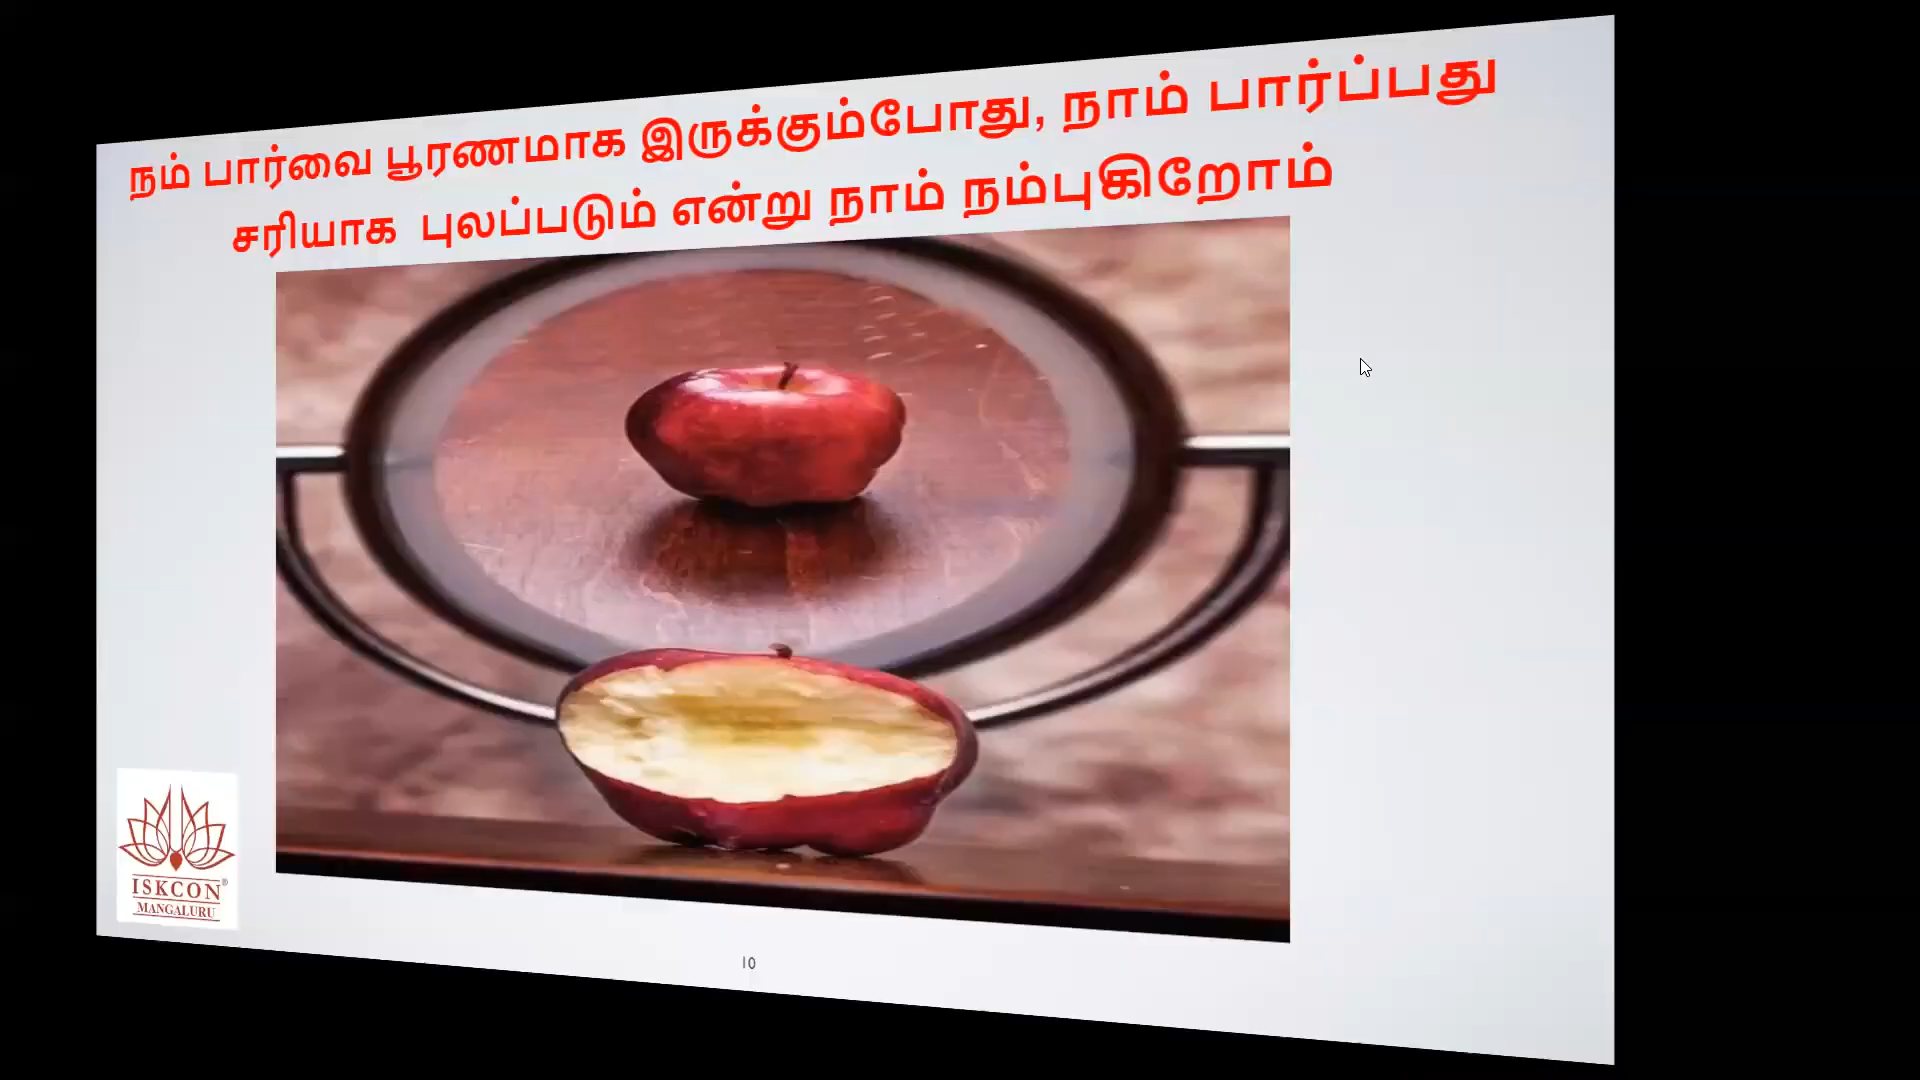 நம் பார்வை பூரணமாக இருக்கும்போது, நாம் பார்ப்பது
சரியாக புலப்படும் என்று நாம் நம்புகிறோம்
ISKCON®
MANGALURU
10